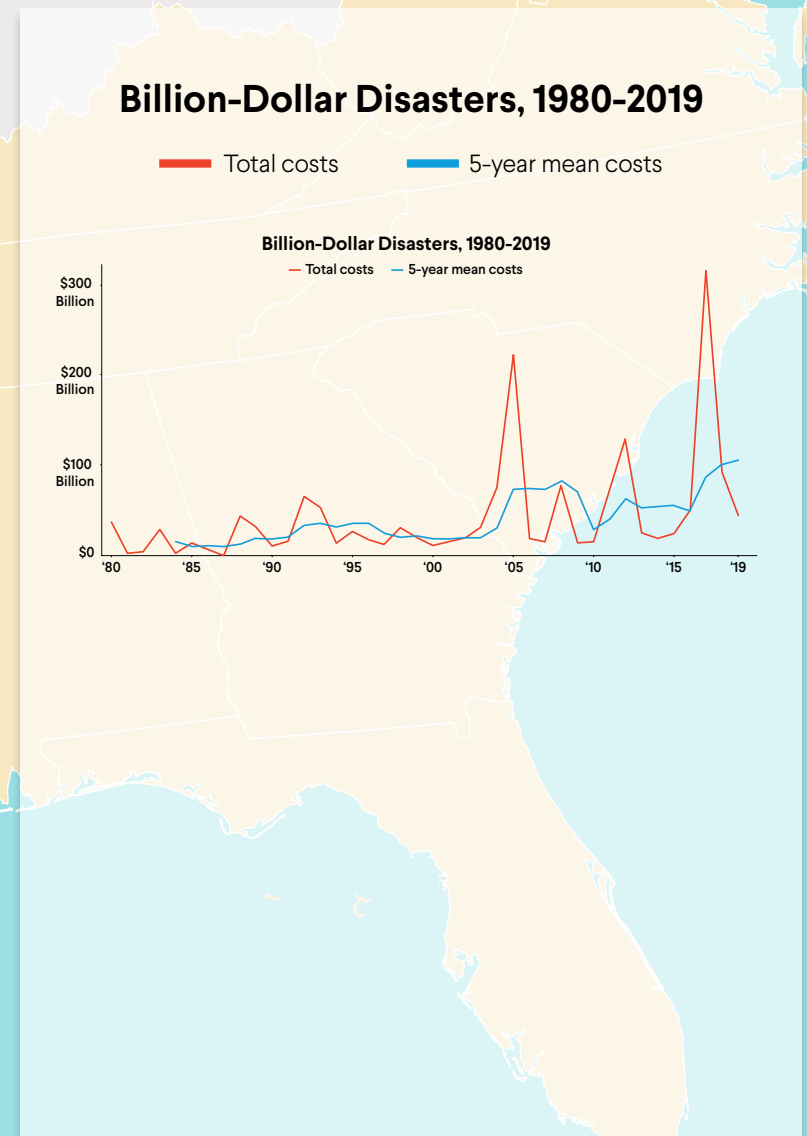 Billion-Dollar Disasters, 1980-2019
Total costs 5-year mean costs
Billion-Dollar Disasters, 1980-2019
Total costs 5-year mean costs
$300
Billion
$200
Billion
$100
Billion
$0
‘80 ‘85 ‘90 ‘95 ‘00 ‘05 ‘10 ‘15 ‘19